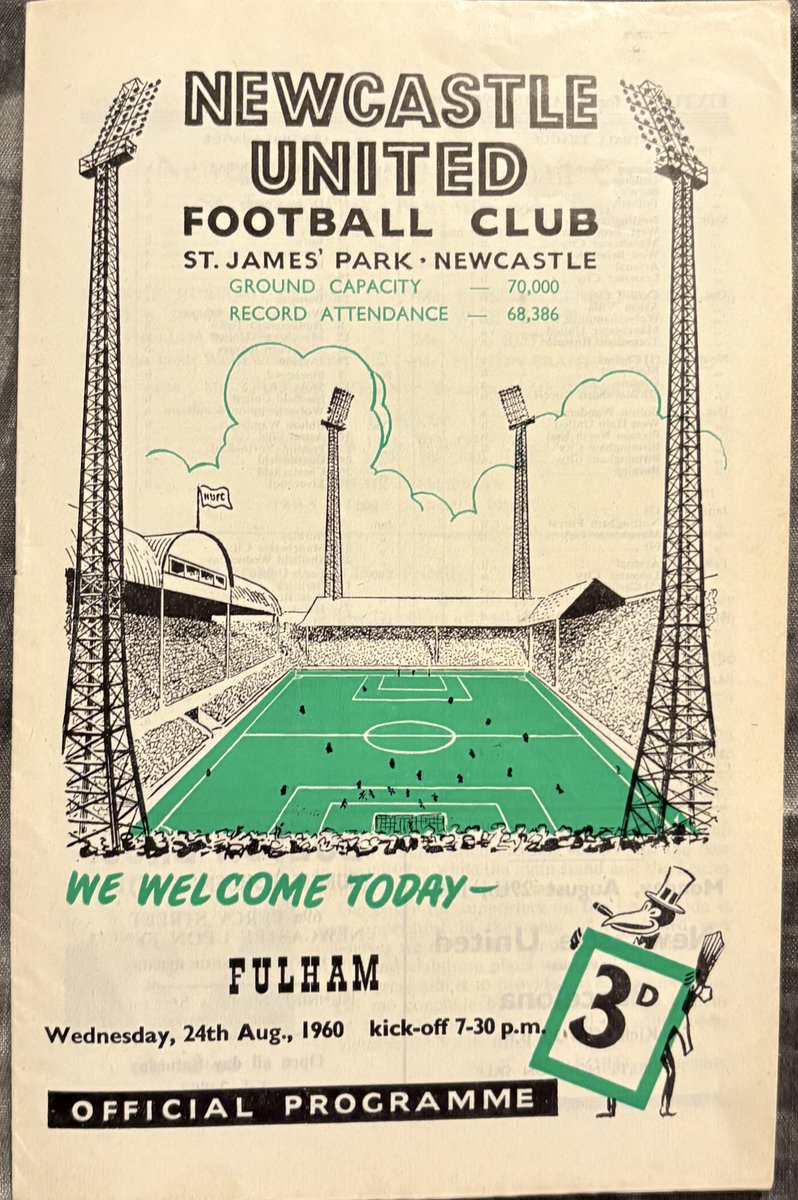 NEWCASTLE
UNITED
FOOTBALL CLUB
ST. JAMES' PARK · NEWCASTLE
GROUND CAPACITY — 70,000
RECORD ATTENDANCE — 68,386
NUFC
WE WELCOME TODAY—
FULHAM
Wednesday, 24th Aug., 1960 kick-off 7-30 p.m.
3D
OFFICIAL PROGRAMME